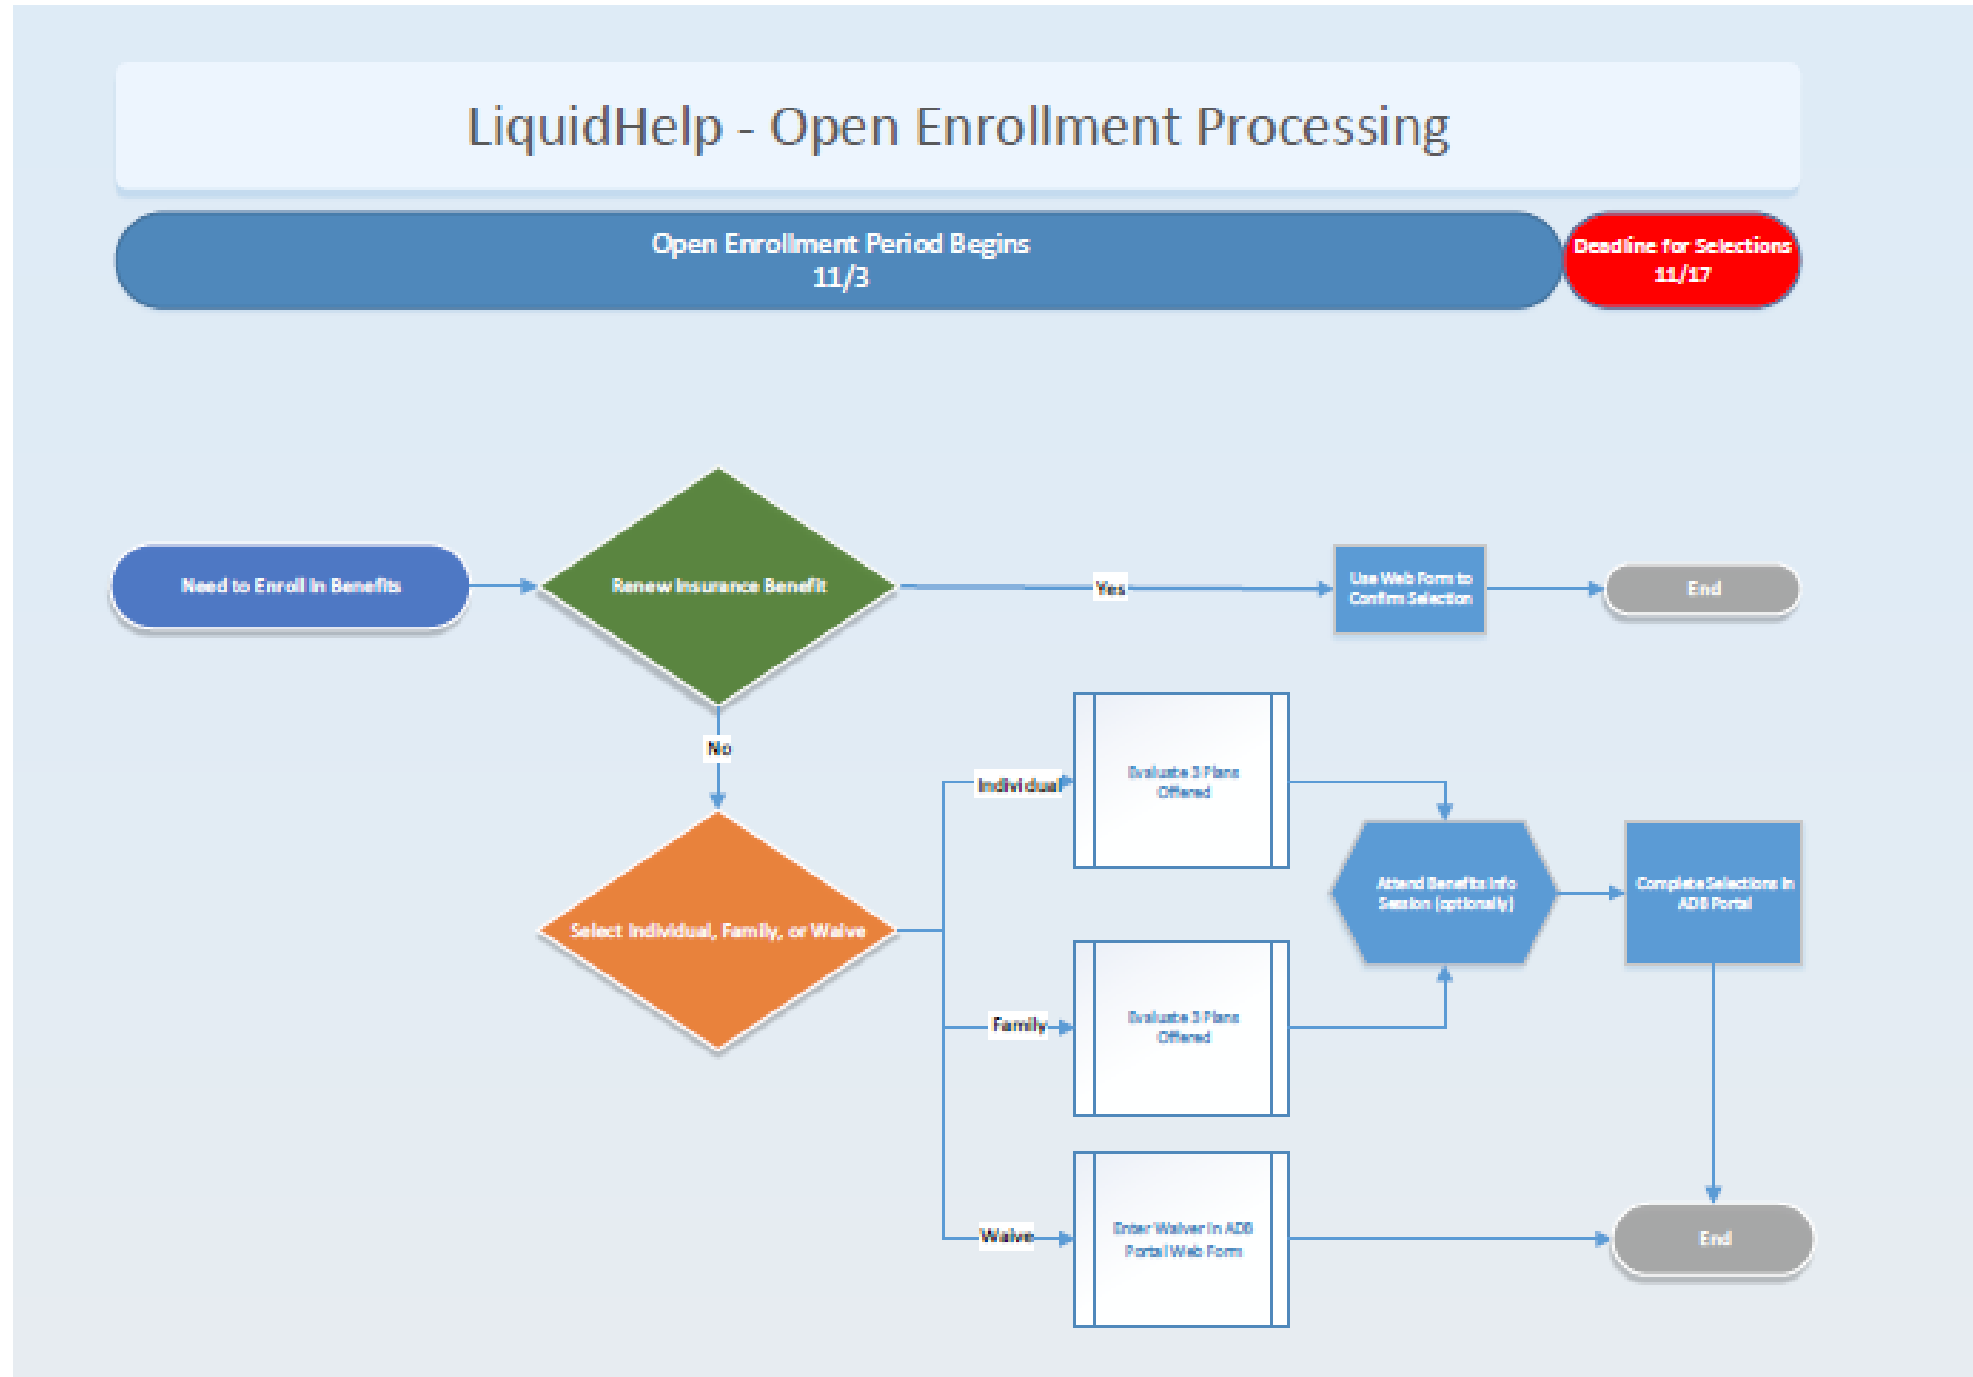 LiquidHelp - Open Enrollment Processing
Open Enrollment Period Begins
11/3
Deadline for Selections
11/17
Need to Enroll In Benefits
Renew Insurance Benefit
Yes
Use Web Form to
Confirm Selection
End
No
Select Individual, Family, or Waive
Individual
Evaluate 3 Plans
Offered
Attend Benefits Info
Session (optionally)
Complete Selections in
ADB Portal
Family
Evaluate 3 Plans
Offered
Waive
Enter Waiver in ADB
Portal Web Form
End